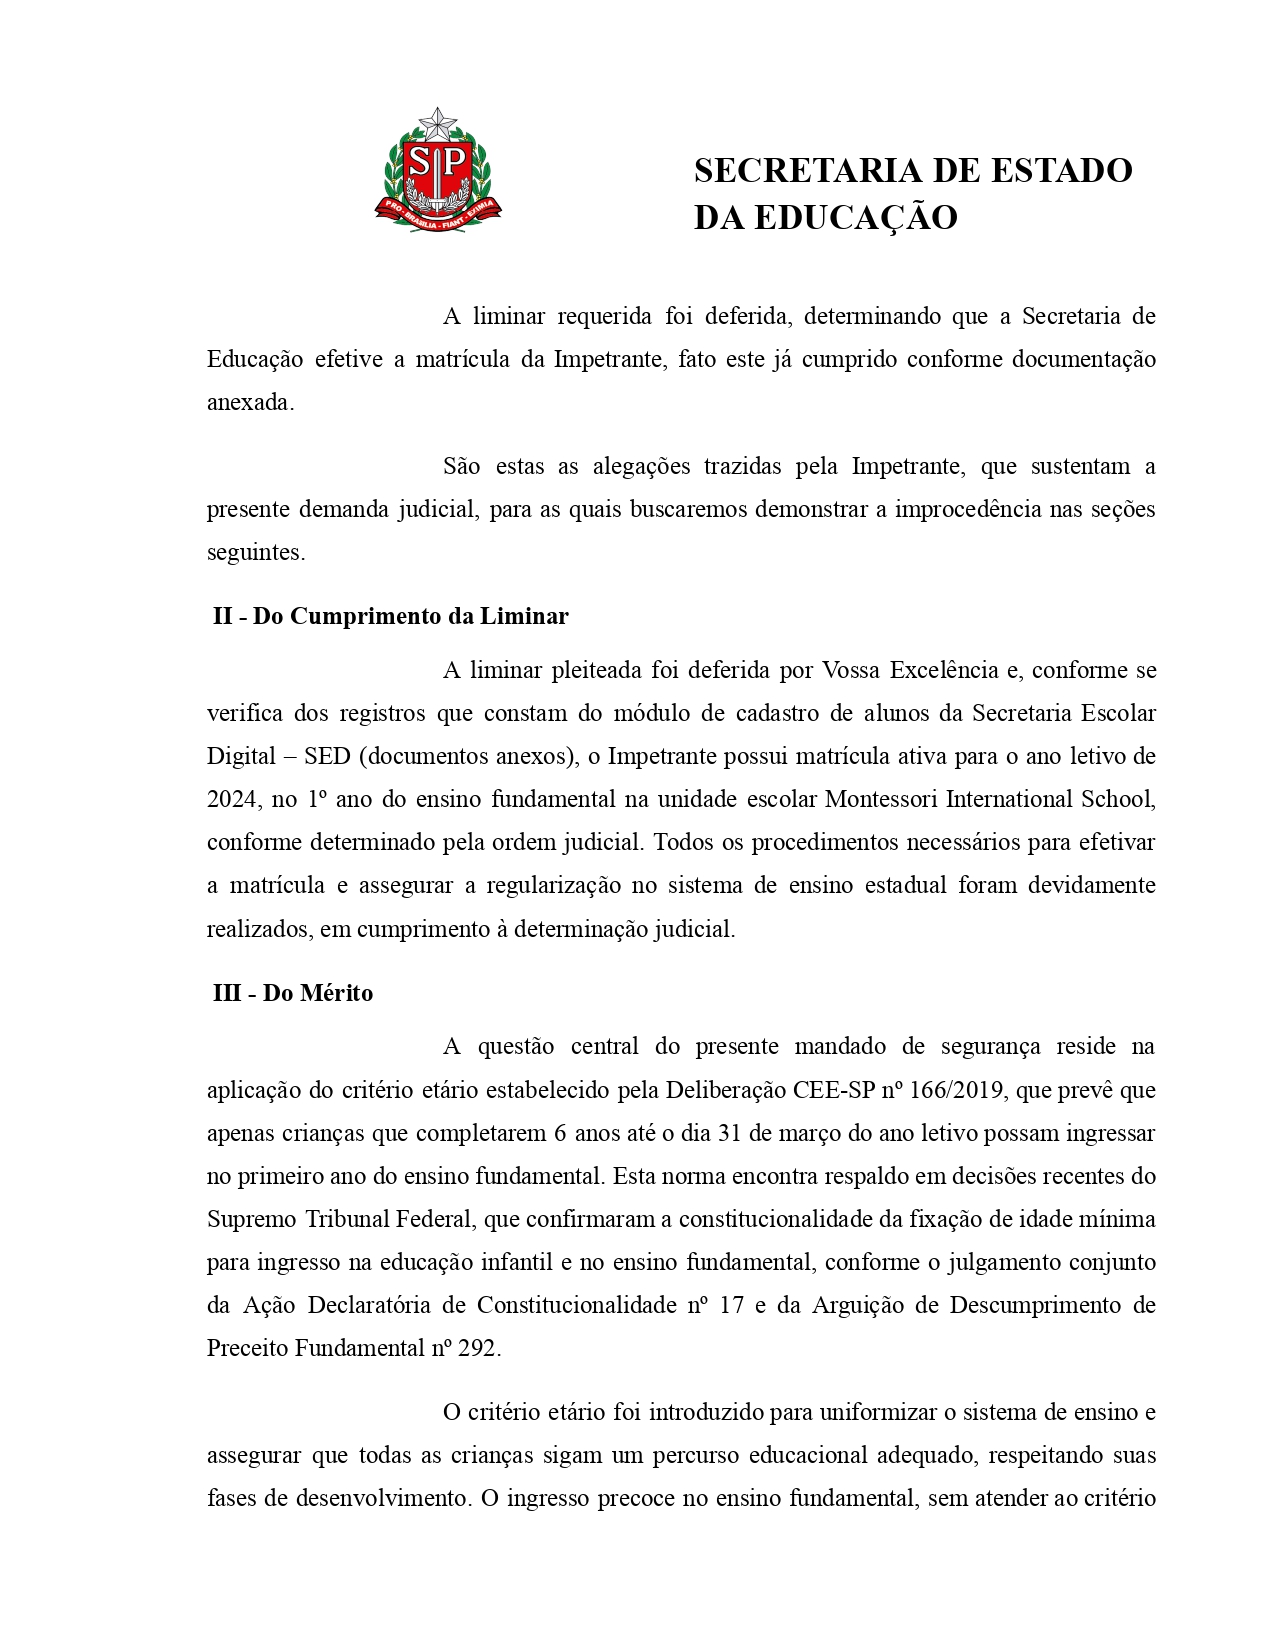 SP
PRO · BRASILIA · FIANT · EXIMIA
SECRETARIA DE ESTADO
DA EDUCAÇÃO
A liminar requerida foi deferida, determinando que a Secretaria de
Educação efetive a matrícula da Impetrante, fato este já cumprido conforme documentação
anexada.
São estas as alegações trazidas pela Impetrante, que sustentam a
presente demanda judicial, para as quais buscaremos demonstrar a improcedência nas seções
seguintes.
II - Do Cumprimento da Liminar
A liminar pleiteada foi deferida por Vossa Excelência e, conforme se
verifica dos registros que constam do módulo de cadastro de alunos da Secretaria Escolar
Digital – SED (documentos anexos), o Impetrante possui matrícula ativa para o ano letivo de
2024, no 1º ano do ensino fundamental na unidade escolar Montessori International School,
conforme determinado pela ordem judicial. Todos os procedimentos necessários para efetivar
a matrícula e assegurar a regularização no sistema de ensino estadual foram devidamente
realizados, em cumprimento à determinação judicial.
III - Do Mérito
A questão central do presente mandado de segurança reside na
aplicação do critério etário estabelecido pela Deliberação CEE-SP nº 166/2019, que prevê que
apenas crianças que completarem 6 anos até o dia 31 de março do ano letivo possam ingressar
no primeiro ano do ensino fundamental. Esta norma encontra respaldo em decisões recentes do
Supremo Tribunal Federal, que confirmaram a constitucionalidade da fixação de idade mínima
para ingresso na educação infantil e no ensino fundamental, conforme o julgamento conjunto
da Ação Declaratória de Constitucionalidade nº 17 e da Arguição de Descumprimento de
Preceito Fundamental nº 292.
O critério etário foi introduzido para uniformizar o sistema de ensino e
assegurar que todas as crianças sigam um percurso educacional adequado, respeitando suas
fases de desenvolvimento. O ingresso precoce no ensino fundamental, sem atender ao critério